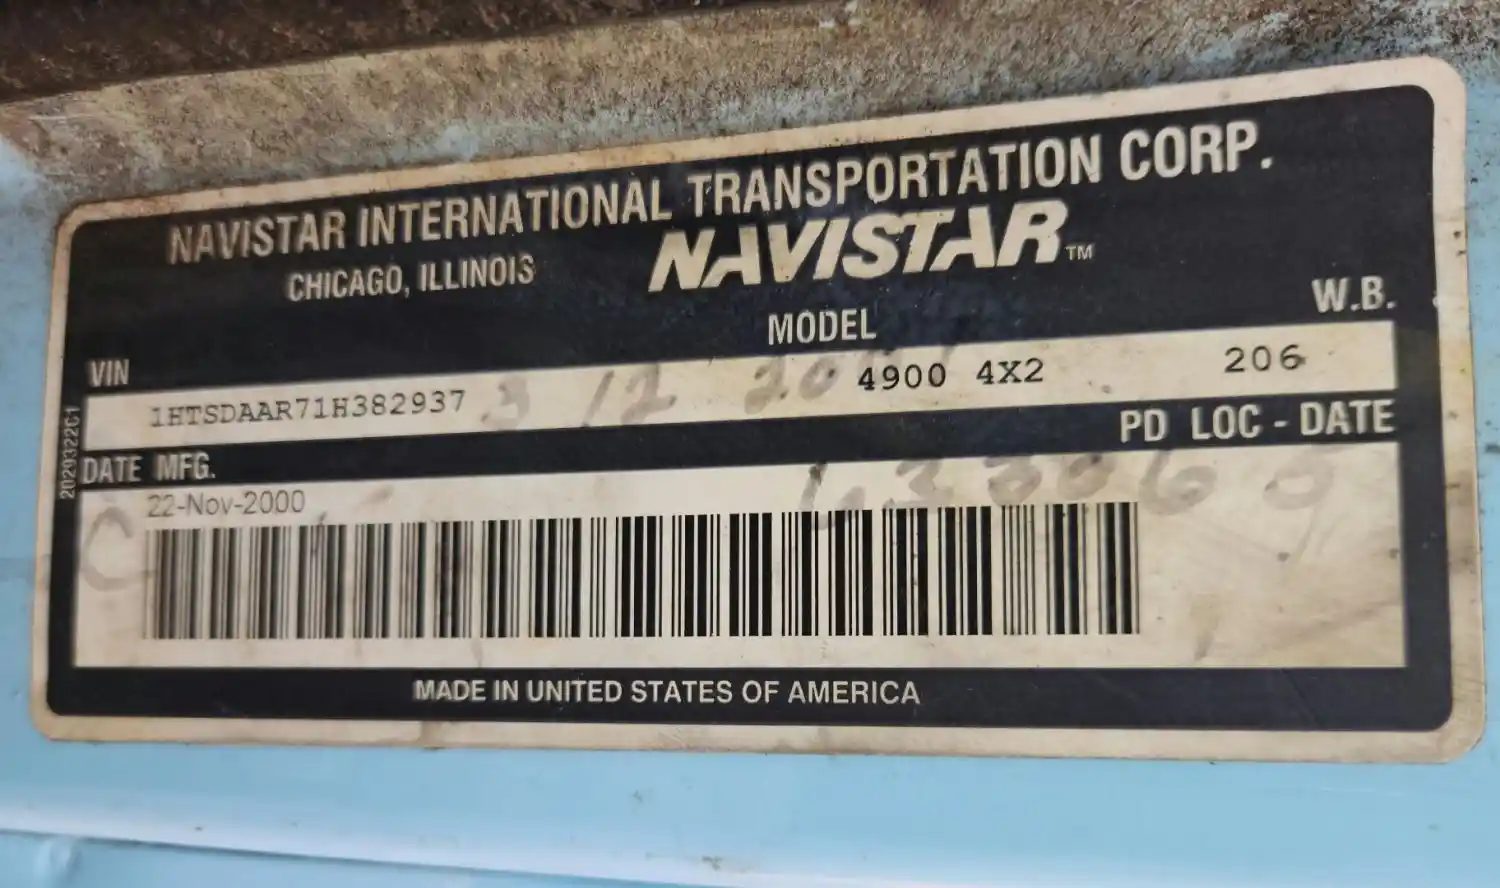 NAVISTAR INTERNATIONAL TRANSPORTATION CORP.
CHICAGO, ILLINOIS NAVISTAR™
VIN MODEL W.B.
1HTSDAAR71H382937 4900 4X2 206
DATE MFG. PD LOC - DATE
22-Nov-2000
MADE IN UNITED STATES OF AMERICA
2029322C1